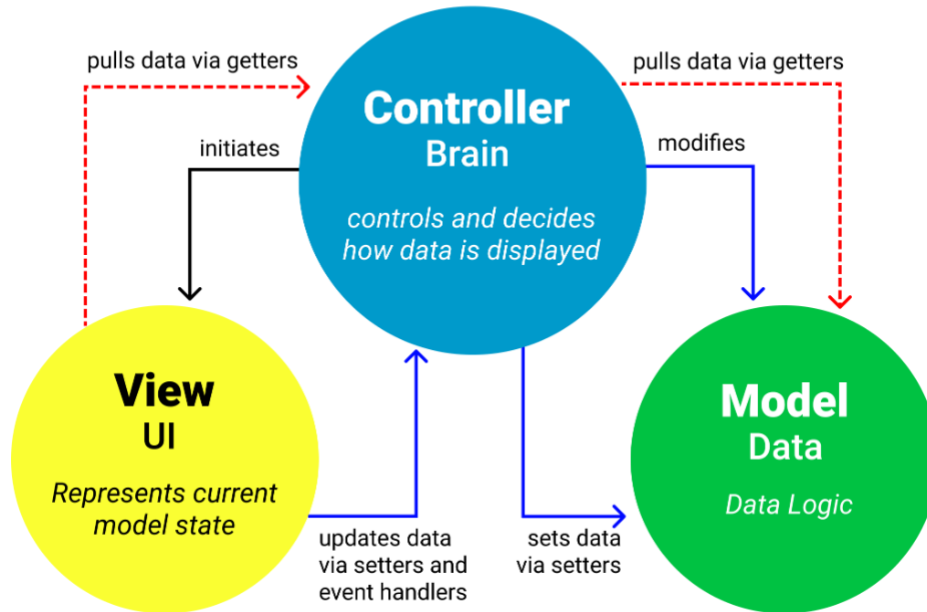 pulls data via getters
pulls data via getters
Controller
Brain
initiates
modifies
controls and decides
how data is displayed
View
UI
Represents current
model state
Model
Data
Data Logic
updates data
via setters and
event handlers
sets data
via setters